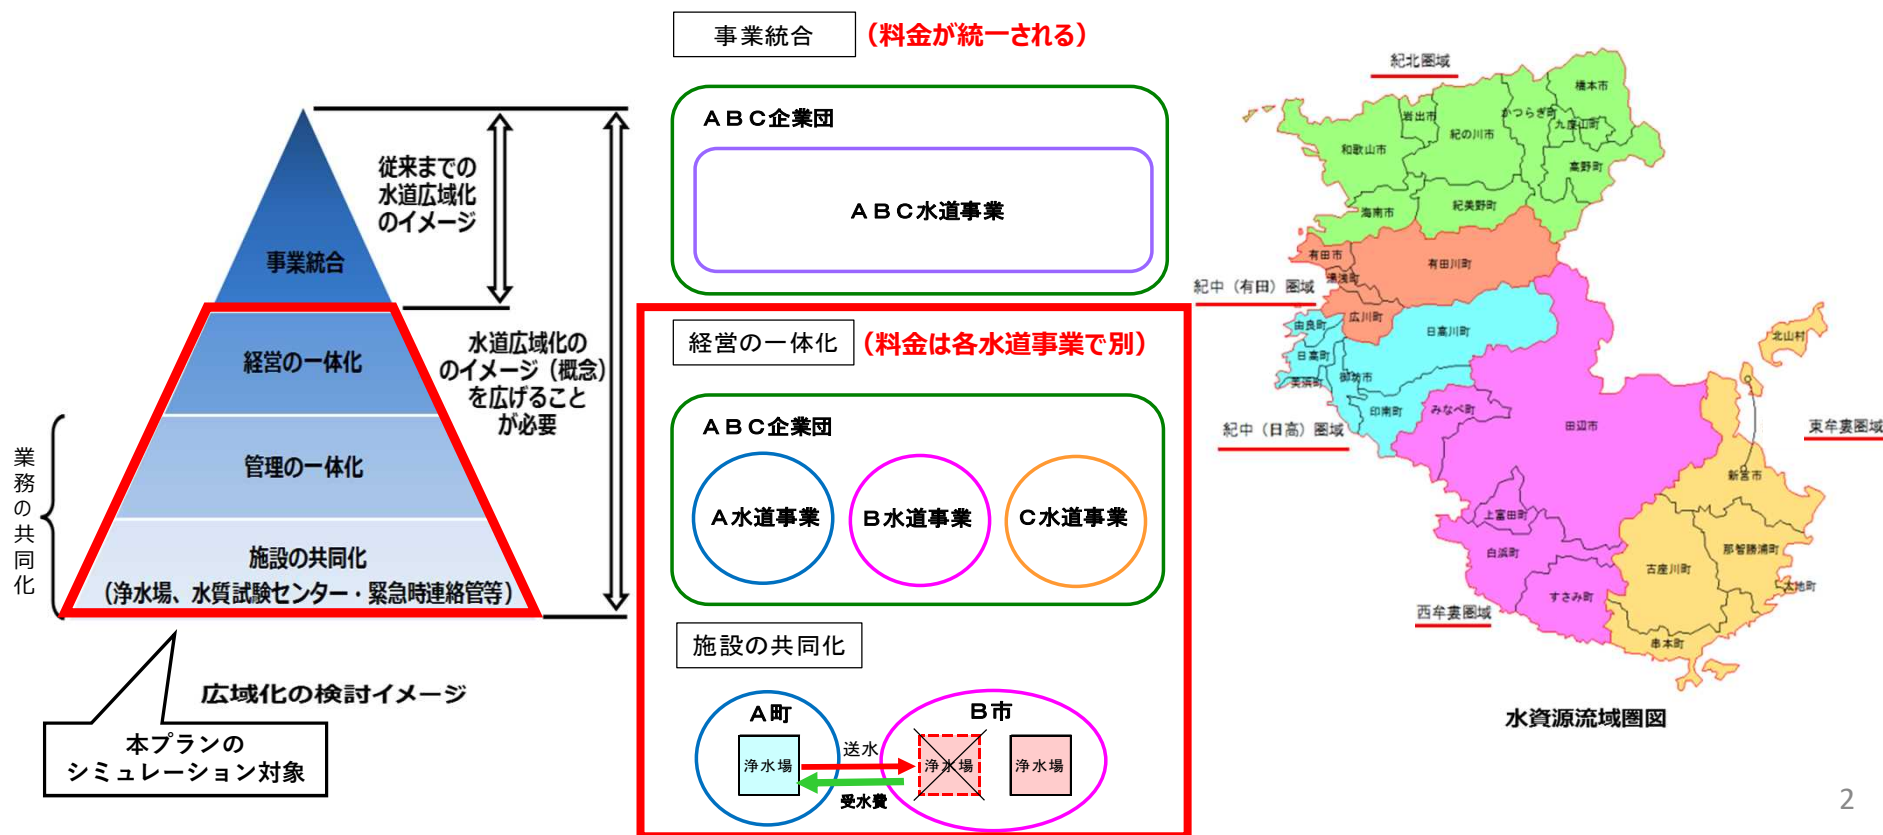 従来までの
水道広域化
のイメージ
事業統合
経営の一体化
管理の一体化
施設の共同化
（浄水場、水質試験センター・緊急時連絡管等）
水道広域化の
のイメージ（概念）
を広げること
が必要
業務の共同化
広域化の検討イメージ
本プランの
シミュレーション対象
事業統合
（料金が統一される）
ＡＢＣ企業団
ＡＢＣ水道事業
経営の一体化
（料金は各水道事業で別）
ＡＢＣ企業団
Ａ水道事業
Ｂ水道事業
Ｃ水道事業
施設の共同化
Ａ町
Ｂ市
浄水場
送水
受水費
浄水場
浄水場
紀北圏域
橋本市
岩出市
かつらぎ町
紀の川市
九度山町
和歌山市
高野町
海南市
紀美野町
有田市
有田川町
湯浅町
紀中（有田）圏域
広川町
由良町
日高川町
北山村
日高町
美浜町
御坊市
印南町
みなべ町
紀中（日高）圏域
田辺市
東牟婁圏域
新宮市
上富田町
白浜町
那智勝浦町
古座川町
太地町
すさみ町
西牟婁圏域
串本町
水資源流域圏図
2